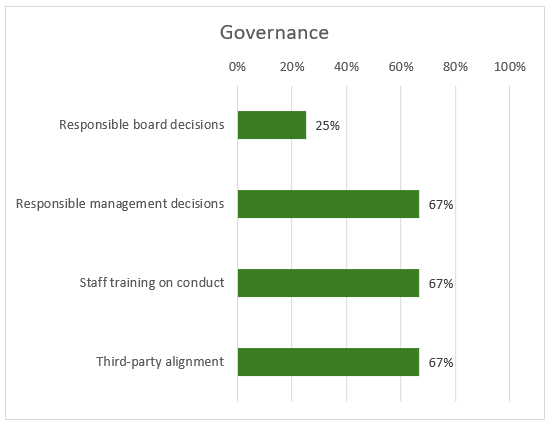 Governance
0% 20% 40% 60% 80% 100%
Responsible board decisions 25%
Responsible management decisions 67%
Staff training on conduct 67%
Third-party alignment 67%